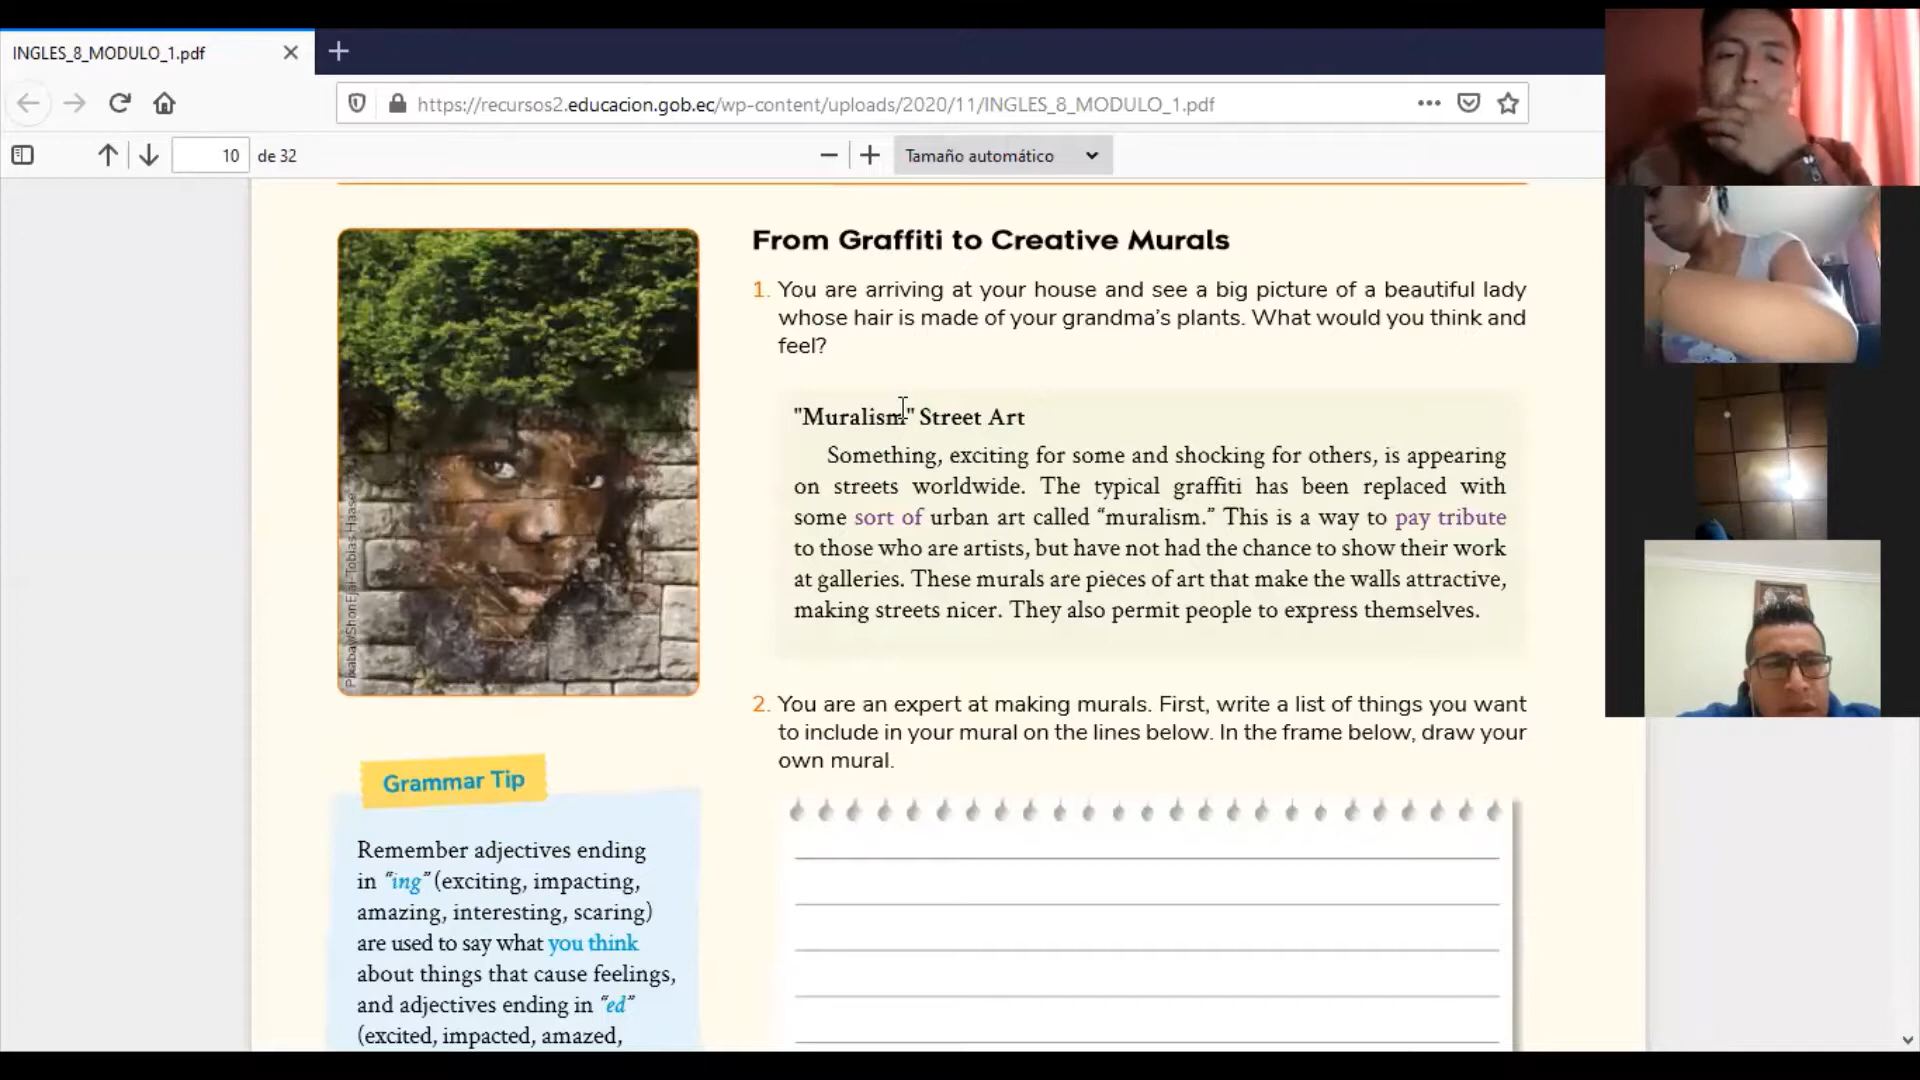 INGLES_8_MODULO_1.pdf
https://recursos2.educacion.gob.ec/wp-content/uploads/2020/11/INGLES_8_MODULO_1.pdf
10 de 32
Tamaño automático
From Graffiti to Creative Murals
1. You are arriving at your house and see a big picture of a beautiful lady
whose hair is made of your grandma's plants. What would you think and
feel?
"Muralism" Street Art
Something, exciting for some and shocking for others, is appearing
on streets worldwide. The typical graffiti has been replaced with
some sort of urban art called “muralism.” This is a way to pay tribute
to those who are artists, but have not had the chance to show their work
at galleries. These murals are pieces of art that make the walls attractive,
making streets nicer. They also permit people to express themselves.
Pixabay/ShonEjai-Tobias Haase
2. You are an expert at making murals. First, write a list of things you want
to include in your mural on the lines below. In the frame below, draw your
own mural.
Grammar Tip
Remember adjectives ending
in “ing” (exciting, impacting,
amazing, interesting, scaring)
are used to say what you think
about things that cause feelings,
and adjectives ending in “ed”
(excited, impacted, amazed,